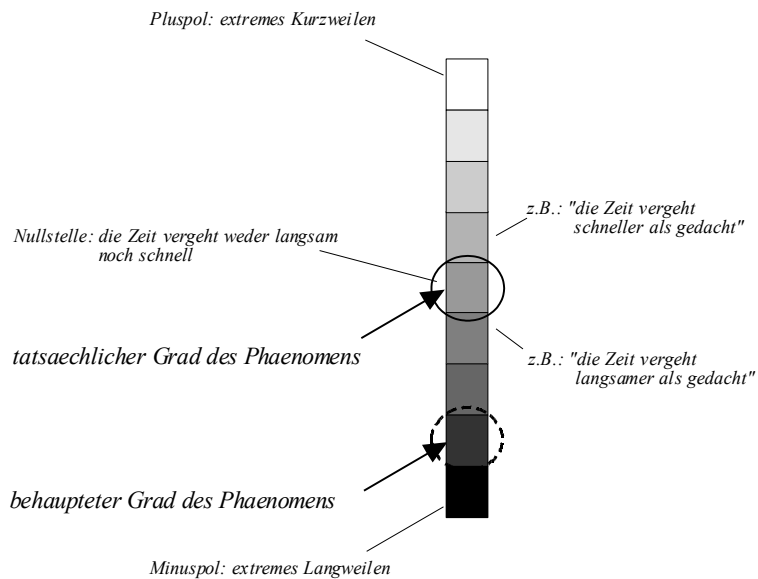 Pluspol: extremes Kurzweilen
z.B.: "die Zeit vergeht
schneller als gedacht"
Nullstelle: die Zeit vergeht weder langsam
noch schnell
tatsaechlicher Grad des Phaenomens
z.B.: "die Zeit vergeht
langsamer als gedacht"
behaupteter Grad des Phaenomens
Minuspol: extremes Langweilen